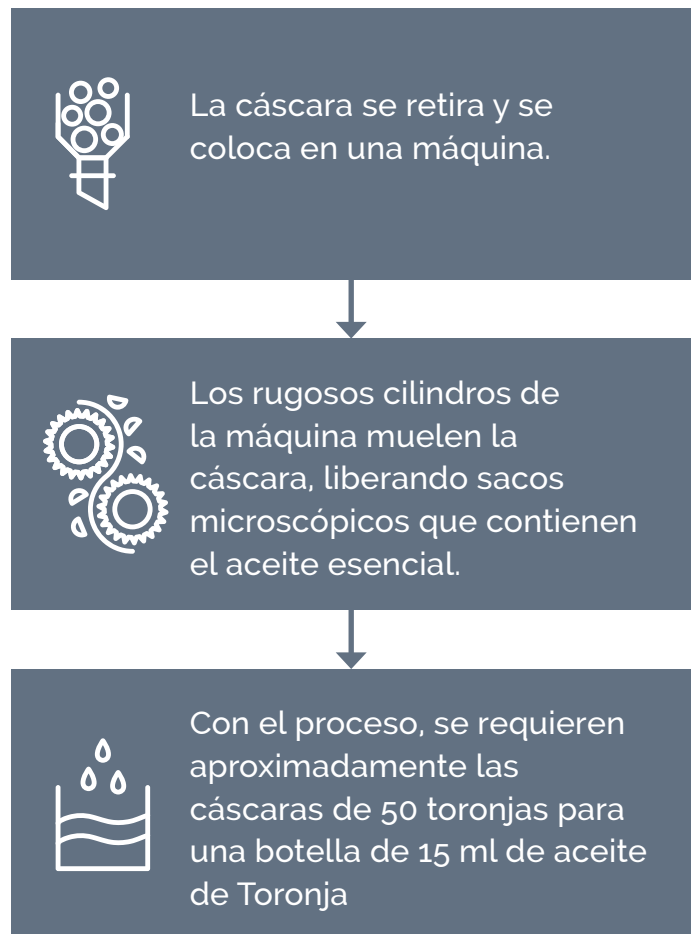 La cáscara se retira y se
coloca en una máquina.
Los rugosos cilindros de
la máquina muelen la
cáscara, liberando sacos
microscópicos que contienen
el aceite esencial.
Con el proceso, se requieren
aproximadamente las
cáscaras de 50 toronjas para
una botella de 15 ml de aceite
de Toronja